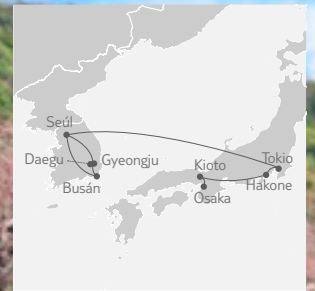 Seúl
Daegu
Gyeongju
Busán
Kioto
Tokio
Hakone
Osaka